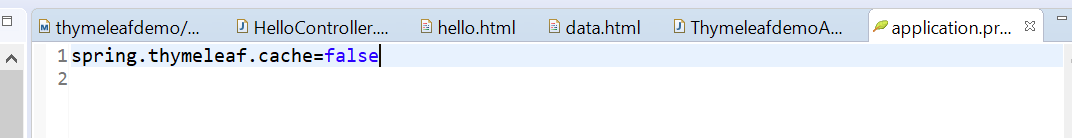 thymeleafdemo/... HelloController.... hello.html data.html ThymeleafdemoA... application.pr...
1 spring.thymeleaf.cache=false
2